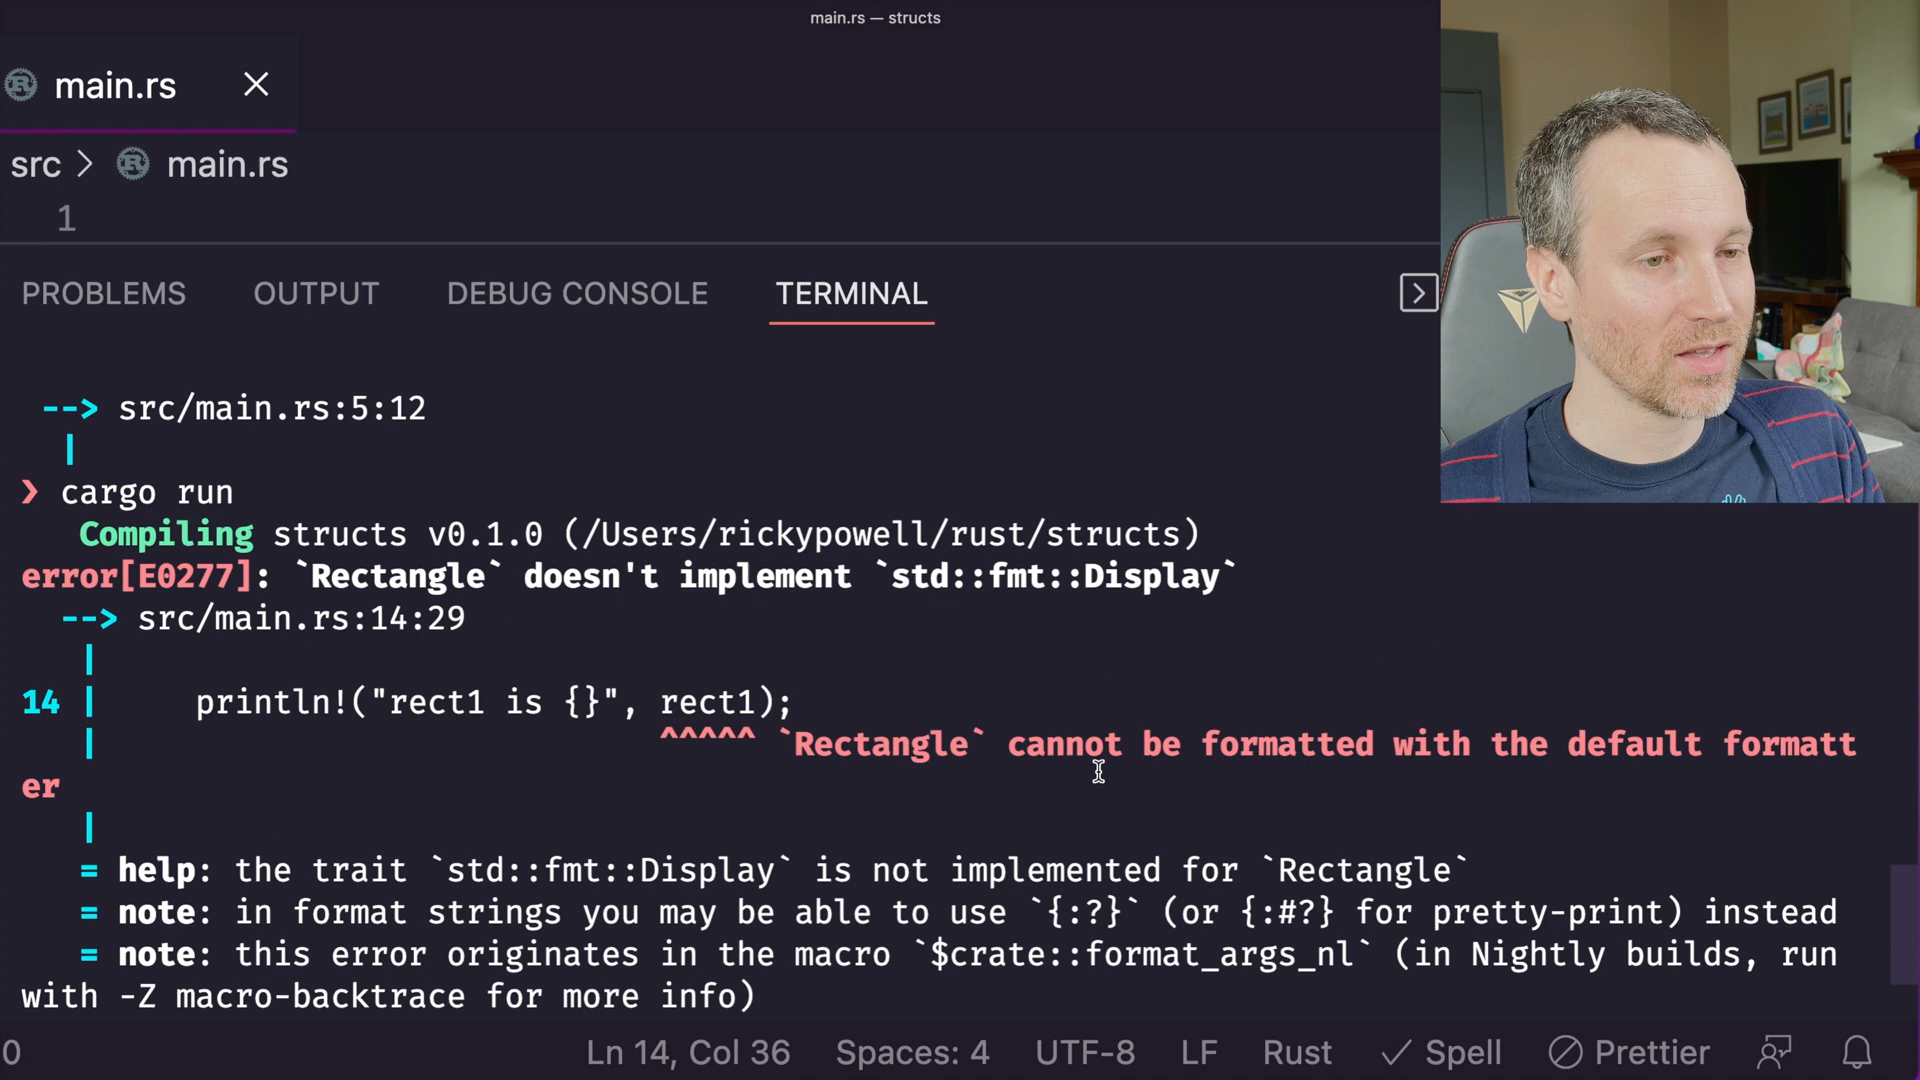 main.rs — structs
main.rs
src > main.rs
1
PROBLEMS OUTPUT DEBUG CONSOLE TERMINAL
--> src/main.rs:5:12
|
❯ cargo run
Compiling structs v0.1.0 (/Users/rickypowell/rust/structs)
error[E0277]: `Rectangle` doesn't implement `std::fmt::Display`
--> src/main.rs:14:29
|
14 | println!("rect1 is {}", rect1);
| ^^^^^ `Rectangle` cannot be formatted with the default formatt
er
|
= help: the trait `std::fmt::Display` is not implemented for `Rectangle`
= note: in format strings you may be able to use `{:?}` (or {:#?} for pretty-print) instead
= note: this error originates in the macro `$crate::format_args_nl` (in Nightly builds, run
with -Z macro-backtrace for more info)
0 Ln 14, Col 36 Spaces: 4 UTF-8 LF Rust Spell Prettier